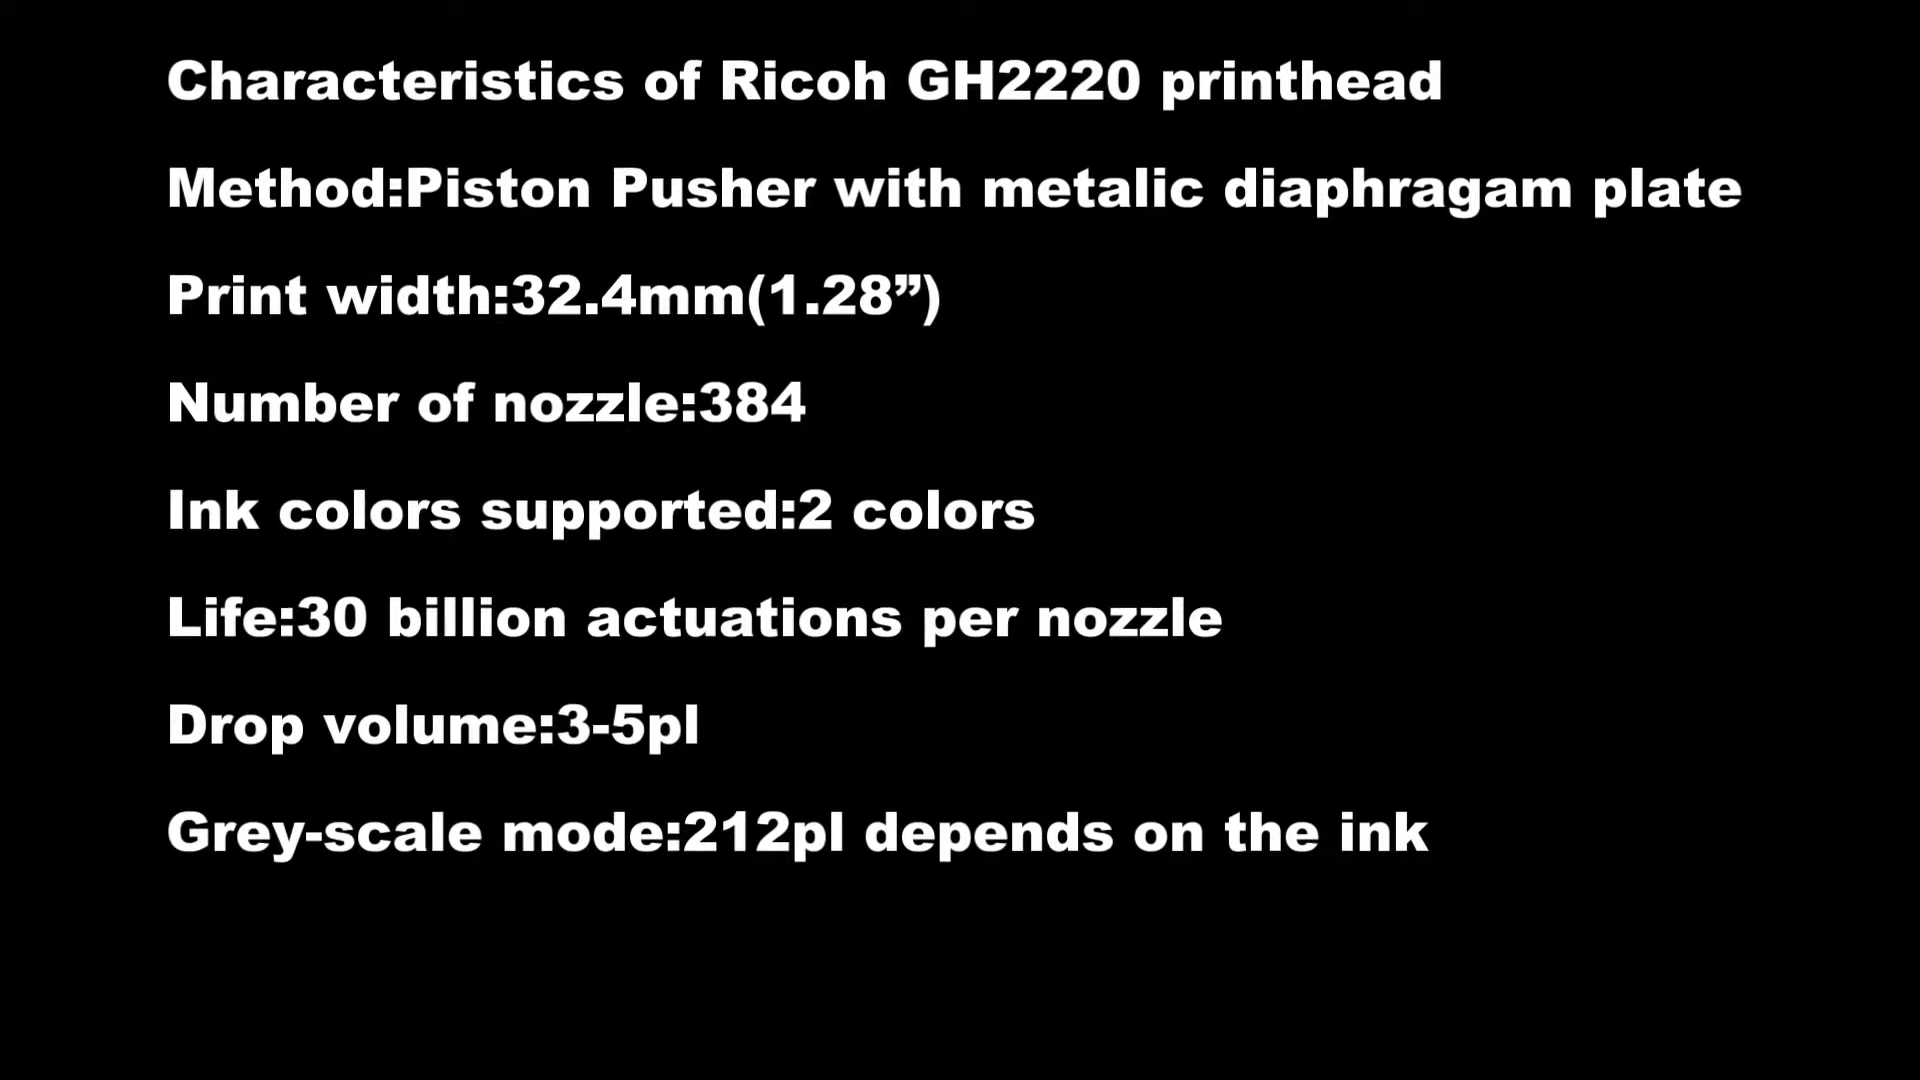 Characteristics of Ricoh GH2220 printhead
Method:Piston Pusher with metalic diaphragam plate
Print width:32.4mm(1.28”)
Number of nozzle:384
Ink colors supported:2 colors
Life:30 billion actuations per nozzle
Drop volume:3-5pl
Grey-scale mode:212pl depends on the ink